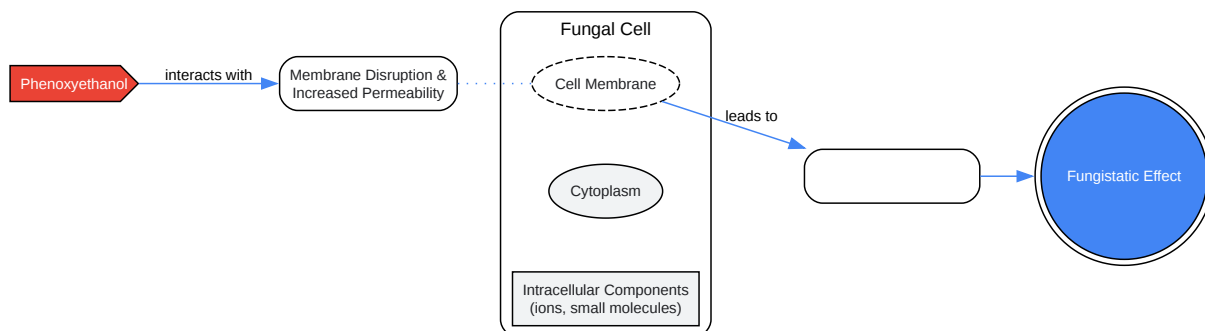 Fungal Cell
Phenoxyethanol
interacts with
Membrane Disruption &
Increased Permeability
Cell Membrane
leads to
Cytoplasm
Fungistatic Effect
Intracellular Components
(ions, small molecules)